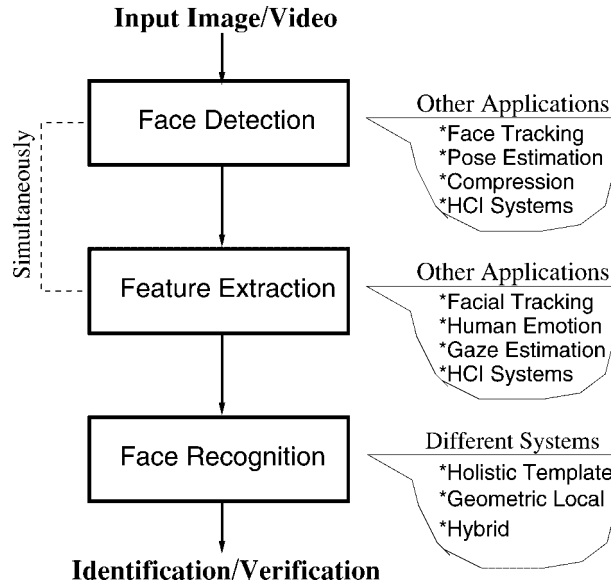 Input Image/Video
Face Detection
Simultaneously
Other Applications
*Face Tracking
*Pose Estimation
*Compression
*HCI Systems
Feature Extraction
Other Applications
*Facial Tracking
*Human Emotion
*Gaze Estimation
*HCI Systems
Face Recognition
Different Systems
*Holistic Template
*Geometric Local
*Hybrid
Identification/Verification